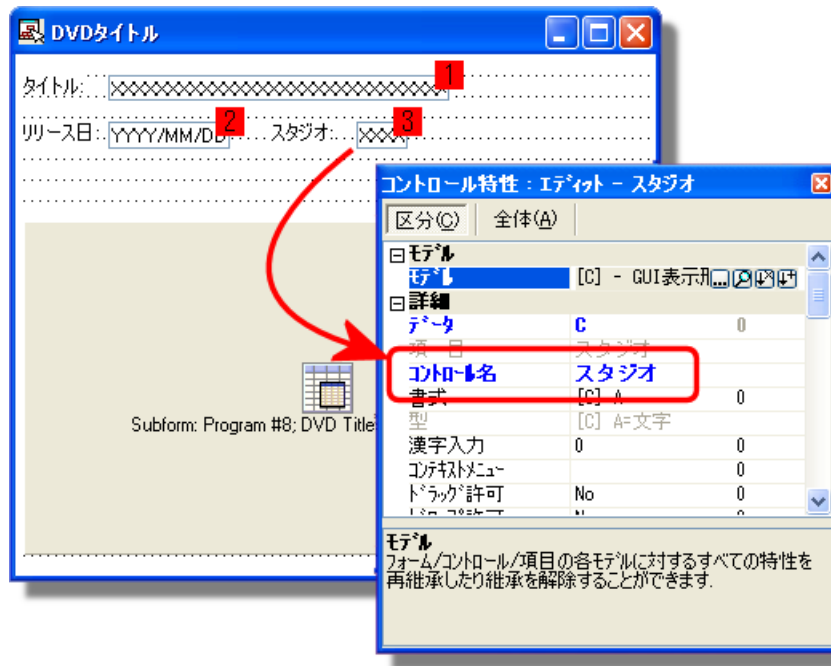 DVDタイトル
タイトル: XXXXXXXXXXXXXXXXXXXXXXXXXXXX 1
リリース日: YYYY/MM/DD 2 スタジオ: XXXX 3
Subform: Program #8; DVD Title
コントロール特性：エディット - スタジオ
区分(C) 全体(A)
モデル
モデル [C] - GUI表示形...
詳細
データ C 0
項 目 スタジオ
コントロール名 スタジオ
書式 [C] A 0
型 [C] A=文字
漢字入力 0 0
コンテキストメニュー 0
ドラッグ許可 No 0
モデル
フォーム/コントロール/項目の各モデルに対するすべての特性を
再継承したり継承を解除することができます.